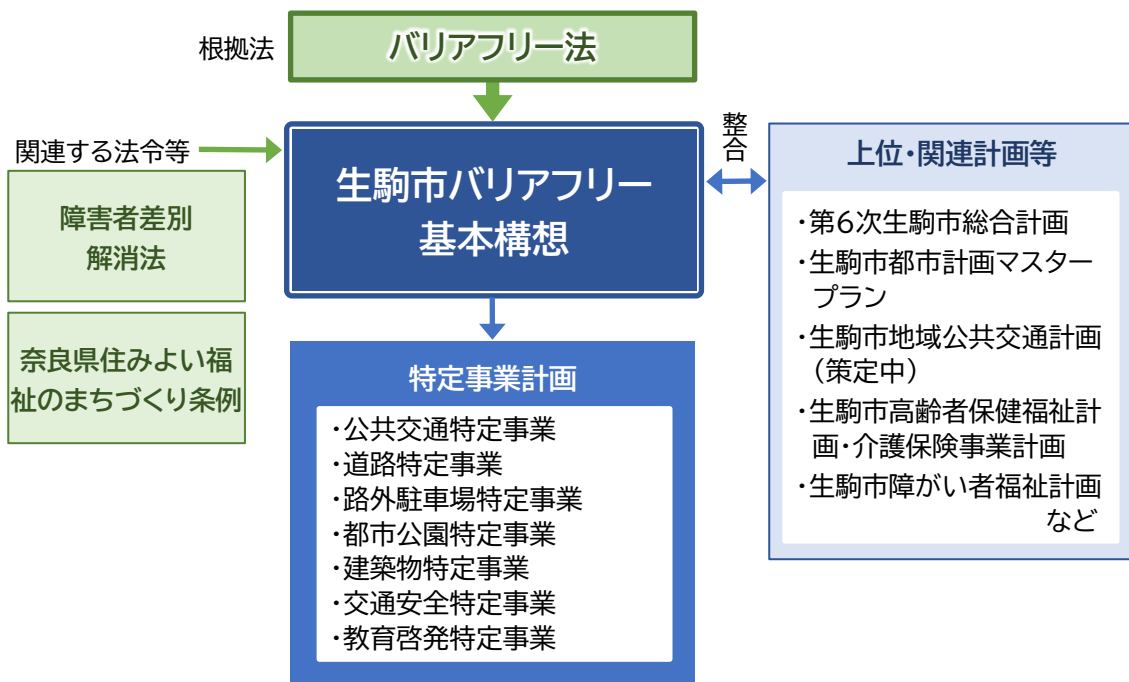 根拠法
バリアフリー法
関連する法令等
障害者差別
解消法
奈良県住みよい福
祉のまちづくり条例
生駒市バリアフリー
基本構想
整合
上位・関連計画等
・第6次生駒市総合計画
・生駒市都市計画マスター
プラン
・生駒市地域公共交通計画
（策定中）
・生駒市高齢者保健福祉計
画・介護保険事業計画
・生駒市障がい者福祉計画
など
特定事業計画
・公共交通特定事業
・道路特定事業
・路外駐車場特定事業
・都市公園特定事業
・建築物特定事業
・交通安全特定事業
・教育啓発特定事業